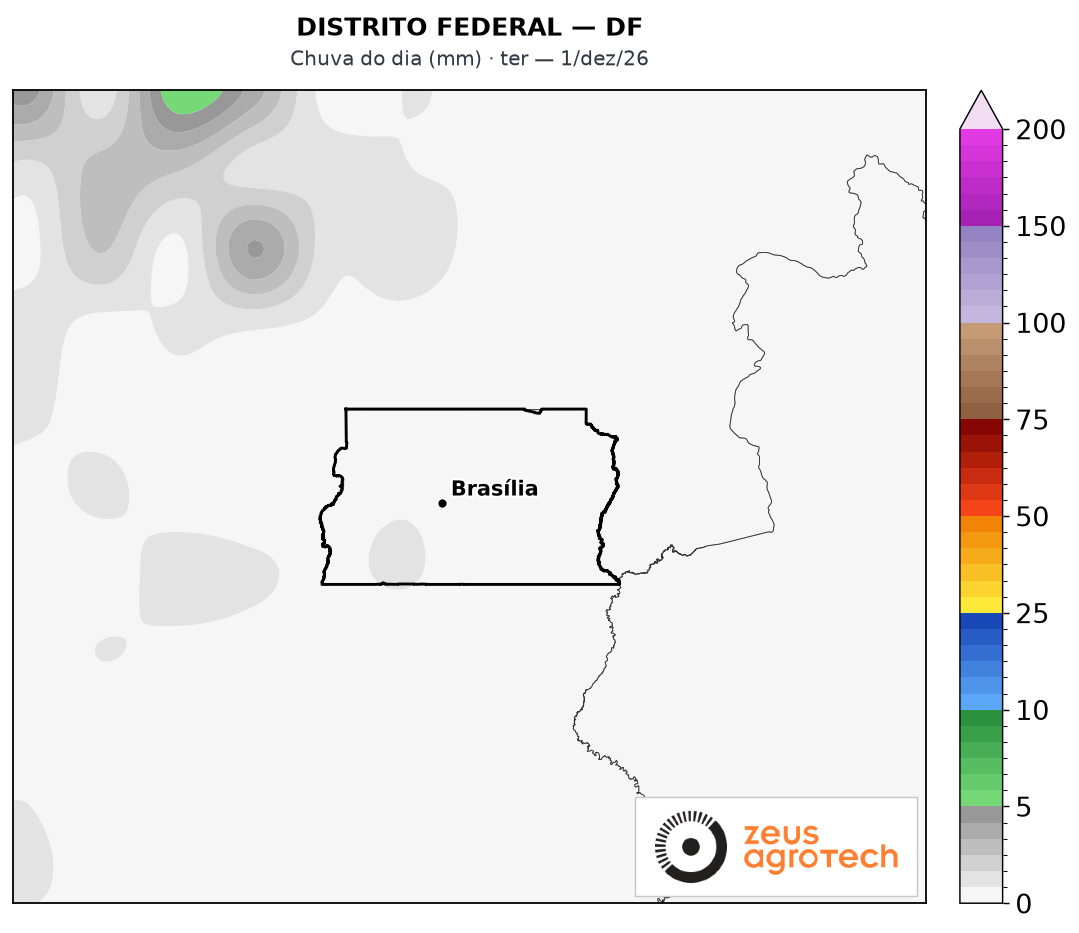 DISTRITO FEDERAL — DF
Chuva do dia (mm) · ter — 1/dez/26
200
150
100
75
50
25
10
5
0
Brasília
zeus
agrotech